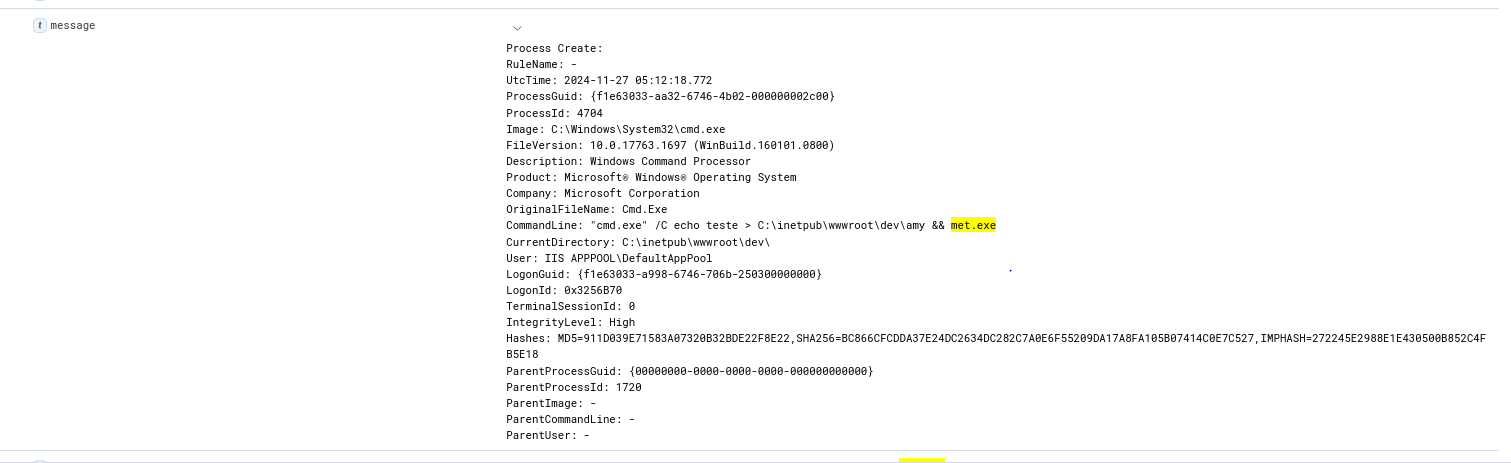 t message
Process Create:
RuleName: -
UtcTime: 2024-11-27 05:12:18.772
ProcessGuid: {f1e63033-aa32-6746-4b02-000000002c00}
ProcessId: 4704
Image: C:\Windows\System32\cmd.exe
FileVersion: 10.0.17763.1697 (WinBuild.160101.0800)
Description: Windows Command Processor
Product: Microsoft® Windows® Operating System
Company: Microsoft Corporation
OriginalFileName: Cmd.Exe
CommandLine: "cmd.exe" /C echo teste > C:\inetpub\wwwroot\dev\amy && met.exe
CurrentDirectory: C:\inetpub\wwwroot\dev\
User: IIS APPPOOL\DefaultAppPool
LogonGuid: {f1e63033-a998-6746-706b-250300000000}
LogonId: 0x3256B70
TerminalSessionId: 0
IntegrityLevel: High
Hashes: MD5=911D039E71583A07320B32BDE22F8E22,SHA256=BC866CFCDDA37E24DC2634DC282C7A0E6F55209DA17A8FA105B07414C0E7C527,IMPHASH=272245E2988E1E430500B852C4F
B5E18
ParentProcessGuid: {00000000-0000-0000-0000-000000000000}
ParentProcessId: 1720
ParentImage: -
ParentCommandLine: -
ParentUser: -